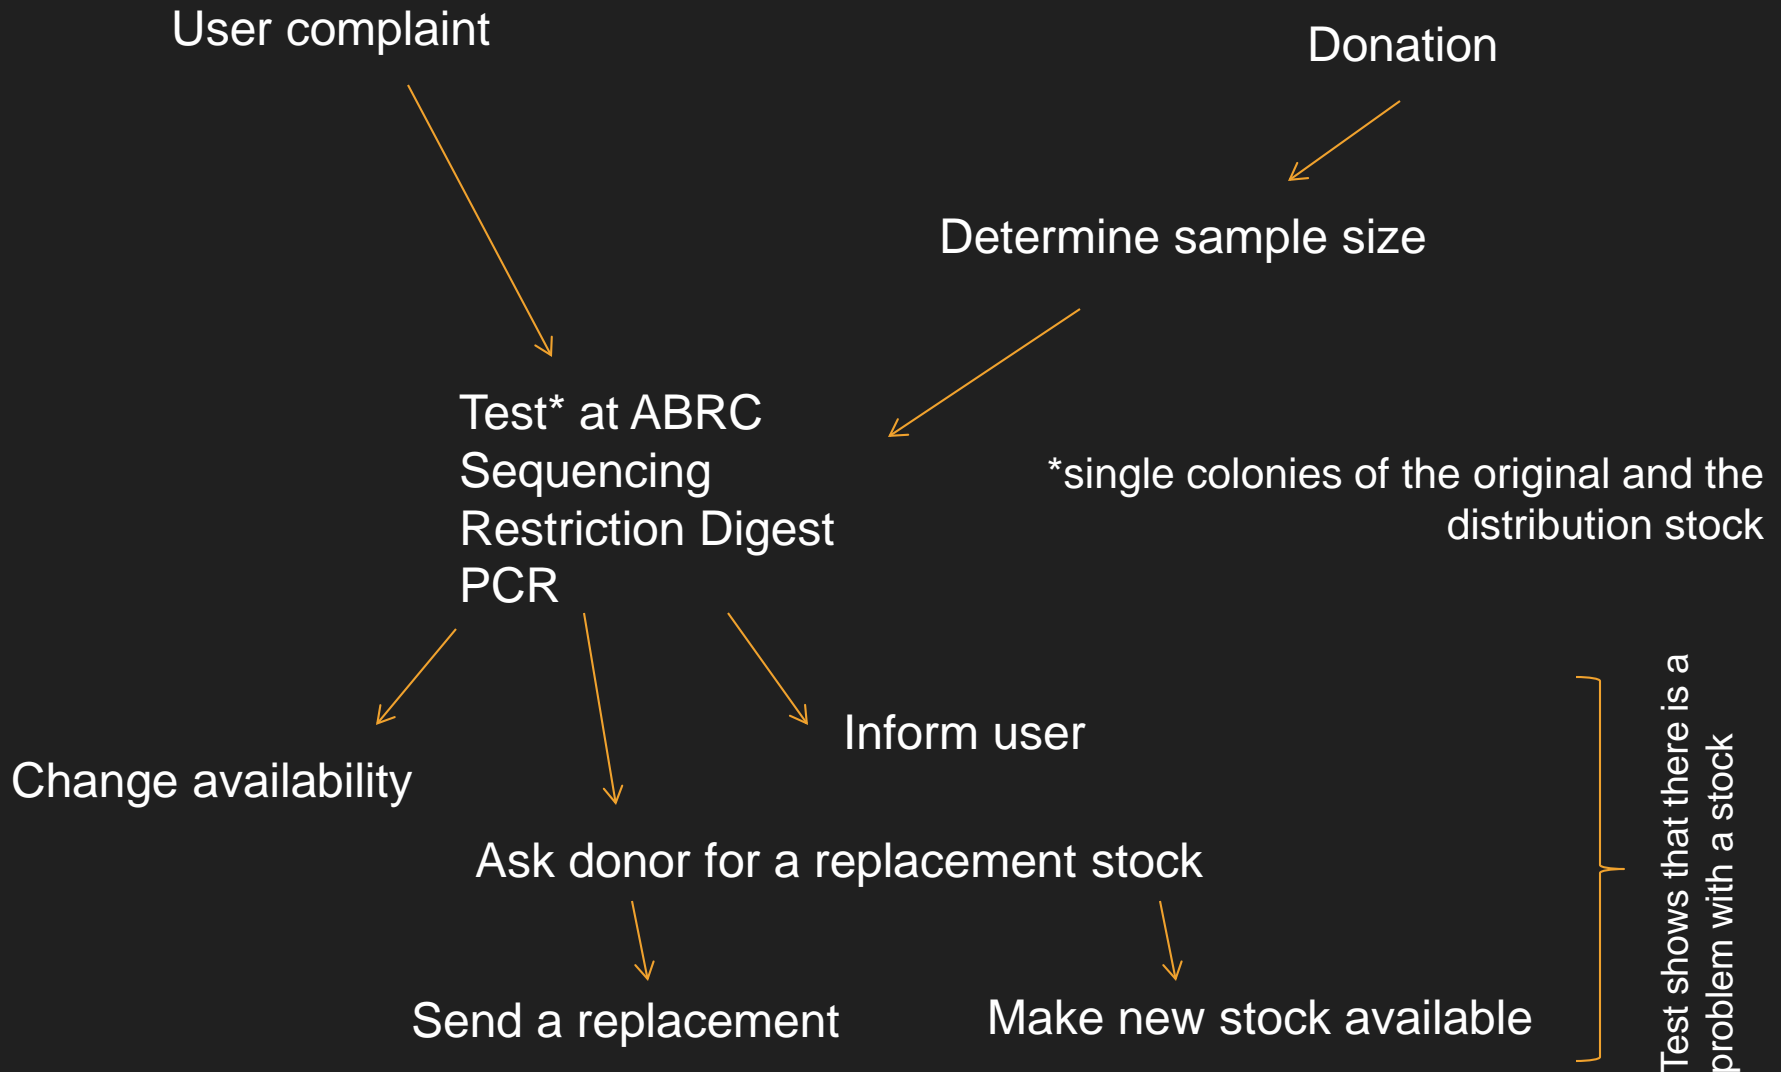 User complaint
Donation
Determine sample size
Test* at ABRC
Sequencing
Restriction Digest
PCR
*single colonies of the original and the
distribution stock
Inform user
Change availability
Ask donor for a replacement stock
Send a replacement
Make new stock available
Test shows that there is a
problem with a stock